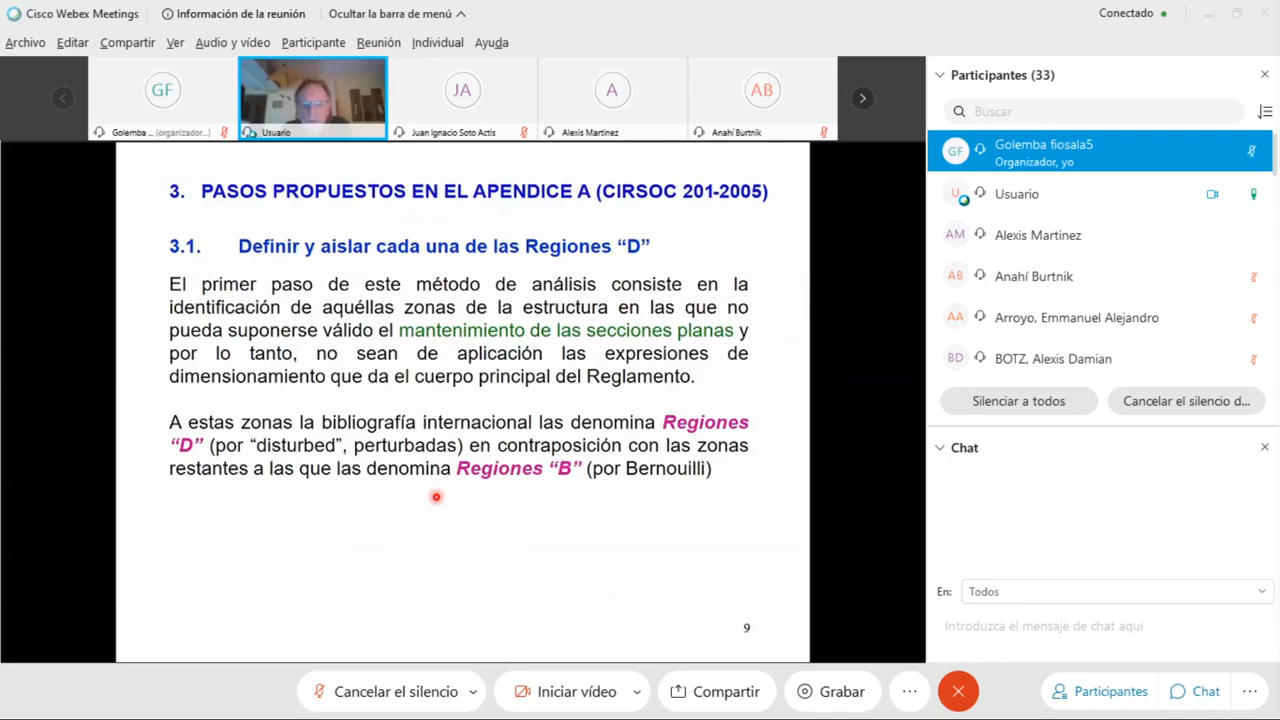 Cisco Webex Meetings
Información de la reunión
Ocultar la barra de menú
Conectado
Archivo Editar Compartir Ver Audio y vídeo Participante Reunión Individual Ayuda
GF
JA
A
AB
Golemba ... (organizador...)
Usuario
Juan Ignacio Soto Actis
Alexis Martinez
Anahí Burtnik
3. PASOS PROPUESTOS EN EL APENDICE A (CIRSOC 201-2005)
3.1. Definir y aislar cada una de las Regiones “D”
El primer paso de este método de análisis consiste en la
identificación de aquéllas zonas de la estructura en las que no
pueda suponerse válido el mantenimiento de las secciones planas y
por lo tanto, no sean de aplicación las expresiones de
dimensionamiento que da el cuerpo principal del Reglamento.
A estas zonas la bibliografía internacional las denomina Regiones
“D” (por “disturbed”, perturbadas) en contraposición con las zonas
restantes a las que las denomina Regiones “B” (por Bernouilli)
9
Participantes (33)
Buscar
GF Golemba fiosala5
Organizador, yo
U Usuario
AM Alexis Martinez
AB Anahí Burtnik
AA Arroyo, Emmanuel Alejandro
BD BOTZ, Alexis Damian
Silenciar a todos
Cancelar el silencio d...
Chat
En: Todos
Introduzca el mensaje de chat aquí
Cancelar el silencio
Iniciar vídeo
Compartir
Grabar
Participantes
Chat